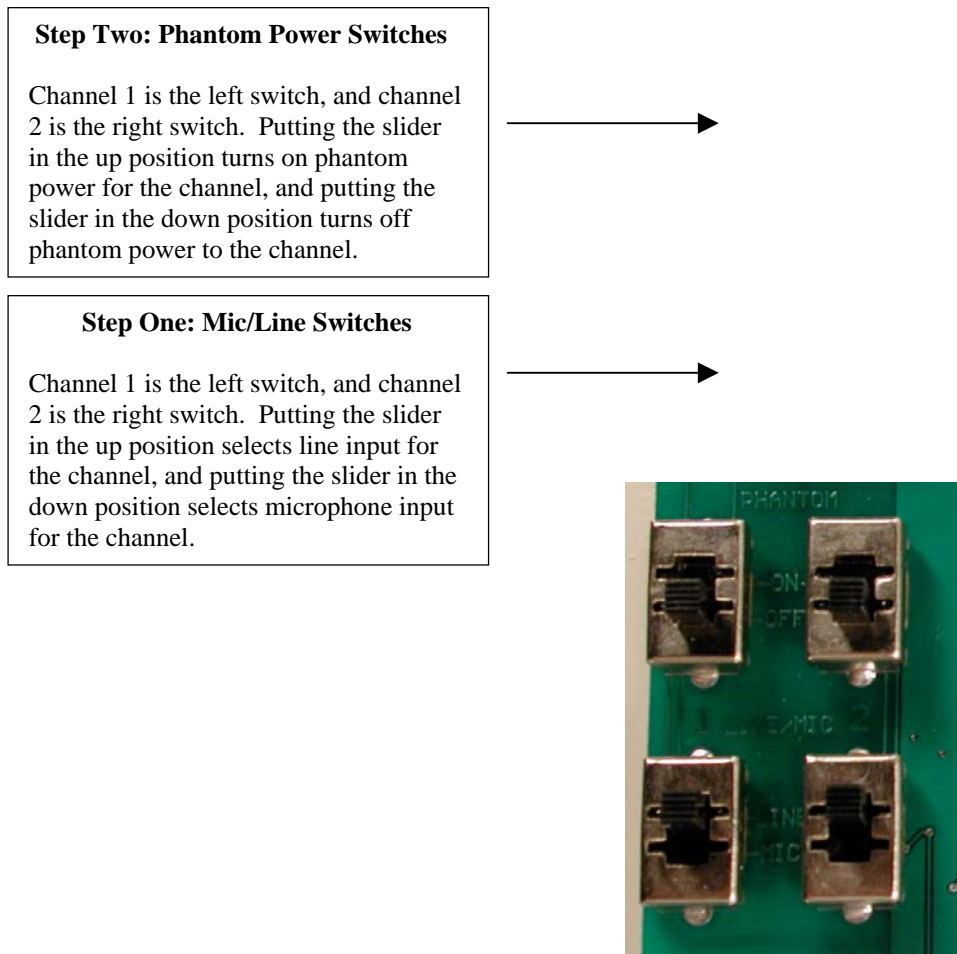 Step Two: Phantom Power Switches
Channel 1 is the left switch, and channel
2 is the right switch.  Putting the slider
in the up position turns on phantom
power for the channel, and putting the
slider in the down position turns off
phantom power to the channel.
Step One: Mic/Line Switches
Channel 1 is the left switch, and channel
2 is the right switch.  Putting the slider
in the up position selects line input for
the channel, and putting the slider in the
down position selects microphone input
for the channel.
PHANTOM
ON
OFF
1 LINE/MIC 2
LINE
MIC